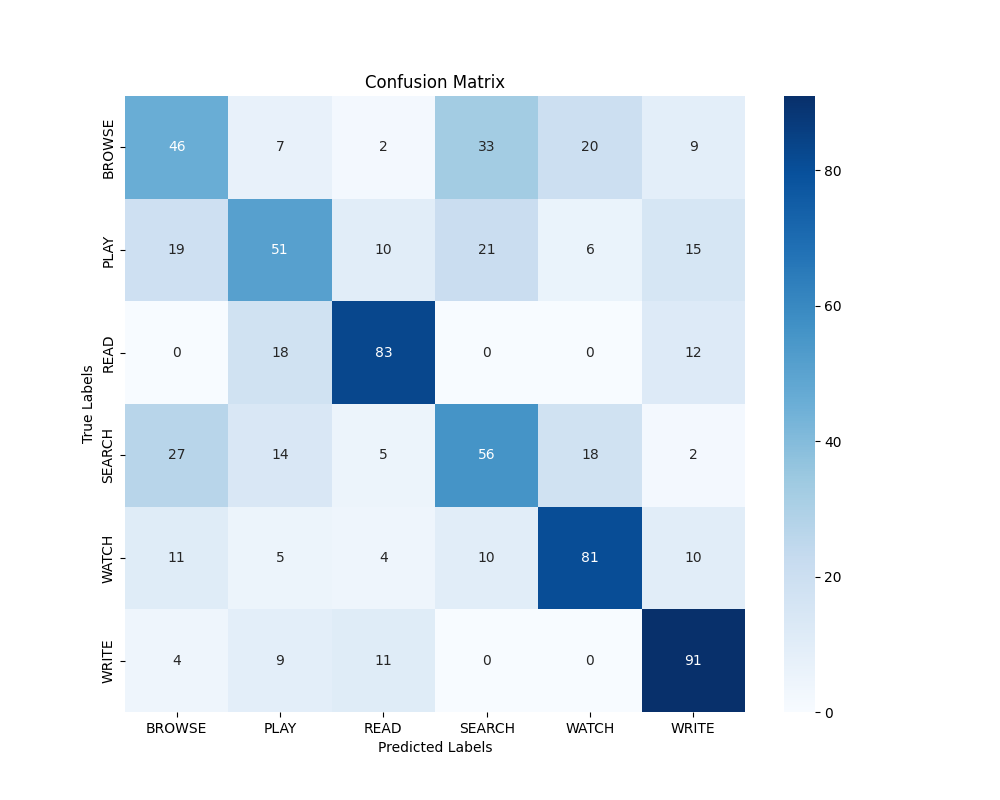 Confusion Matrix
True Labels
BROWSE 46 7 2 33 20 9
PLAY 19 51 10 21 6 15
READ 0 18 83 0 0 12
SEARCH 27 14 5 56 18 2
WATCH 11 5 4 10 81 10
WRITE 4 9 11 0 0 91
BROWSE PLAY READ SEARCH WATCH WRITE
Predicted Labels
80
60
40
20
0